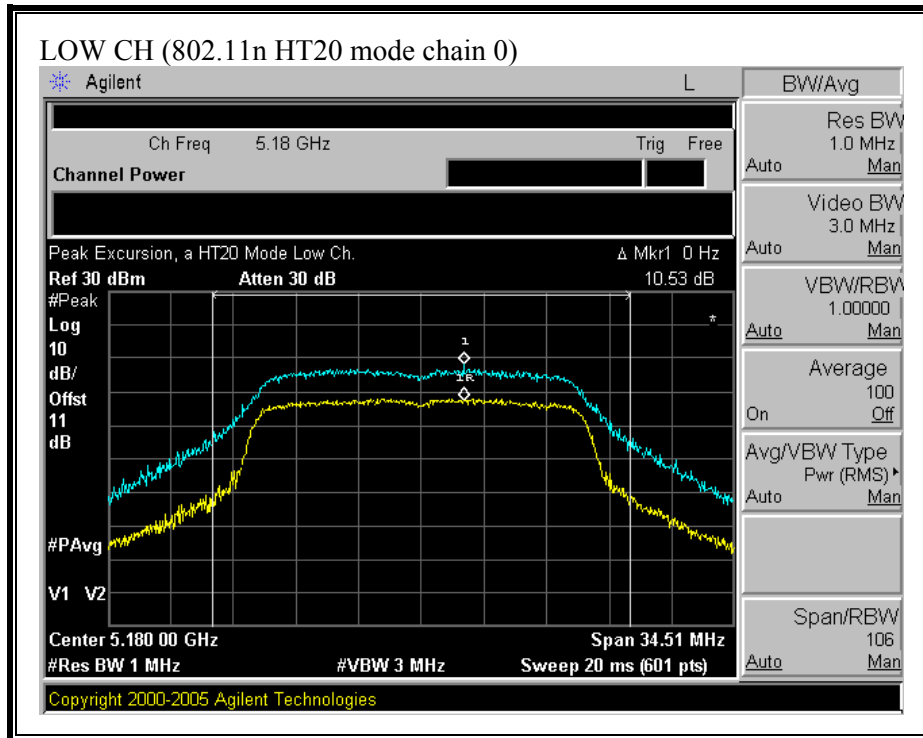 LOW CH (802.11n HT20 mode chain 0)
Agilent L
BW/Avg
Ch Freq 5.18 GHz Trig Free
Channel Power
Peak Excursion, a HT20 Mode Low Ch. Δ Mkr1 0 Hz
Ref 30 dBm Atten 30 dB 10.53 dB
#Peak
Log
10
dB/
Offst
11
dB
1
1R
*
#PAvg
V1 V2
Center 5.180 00 GHz Span 34.51 MHz
#Res BW 1 MHz #VBW 3 MHz Sweep 20 ms (601 pts)
Copyright 2000-2005 Agilent Technologies
Res BW
1.0 MHz
Auto Man
Video BW
3.0 MHz
Auto Man
VBW/RBW
1.00000
Auto Man
Average
100
On Off
Avg/VBW Type
Pwr (RMS)
Auto Man
Span/RBW
106
Auto Man